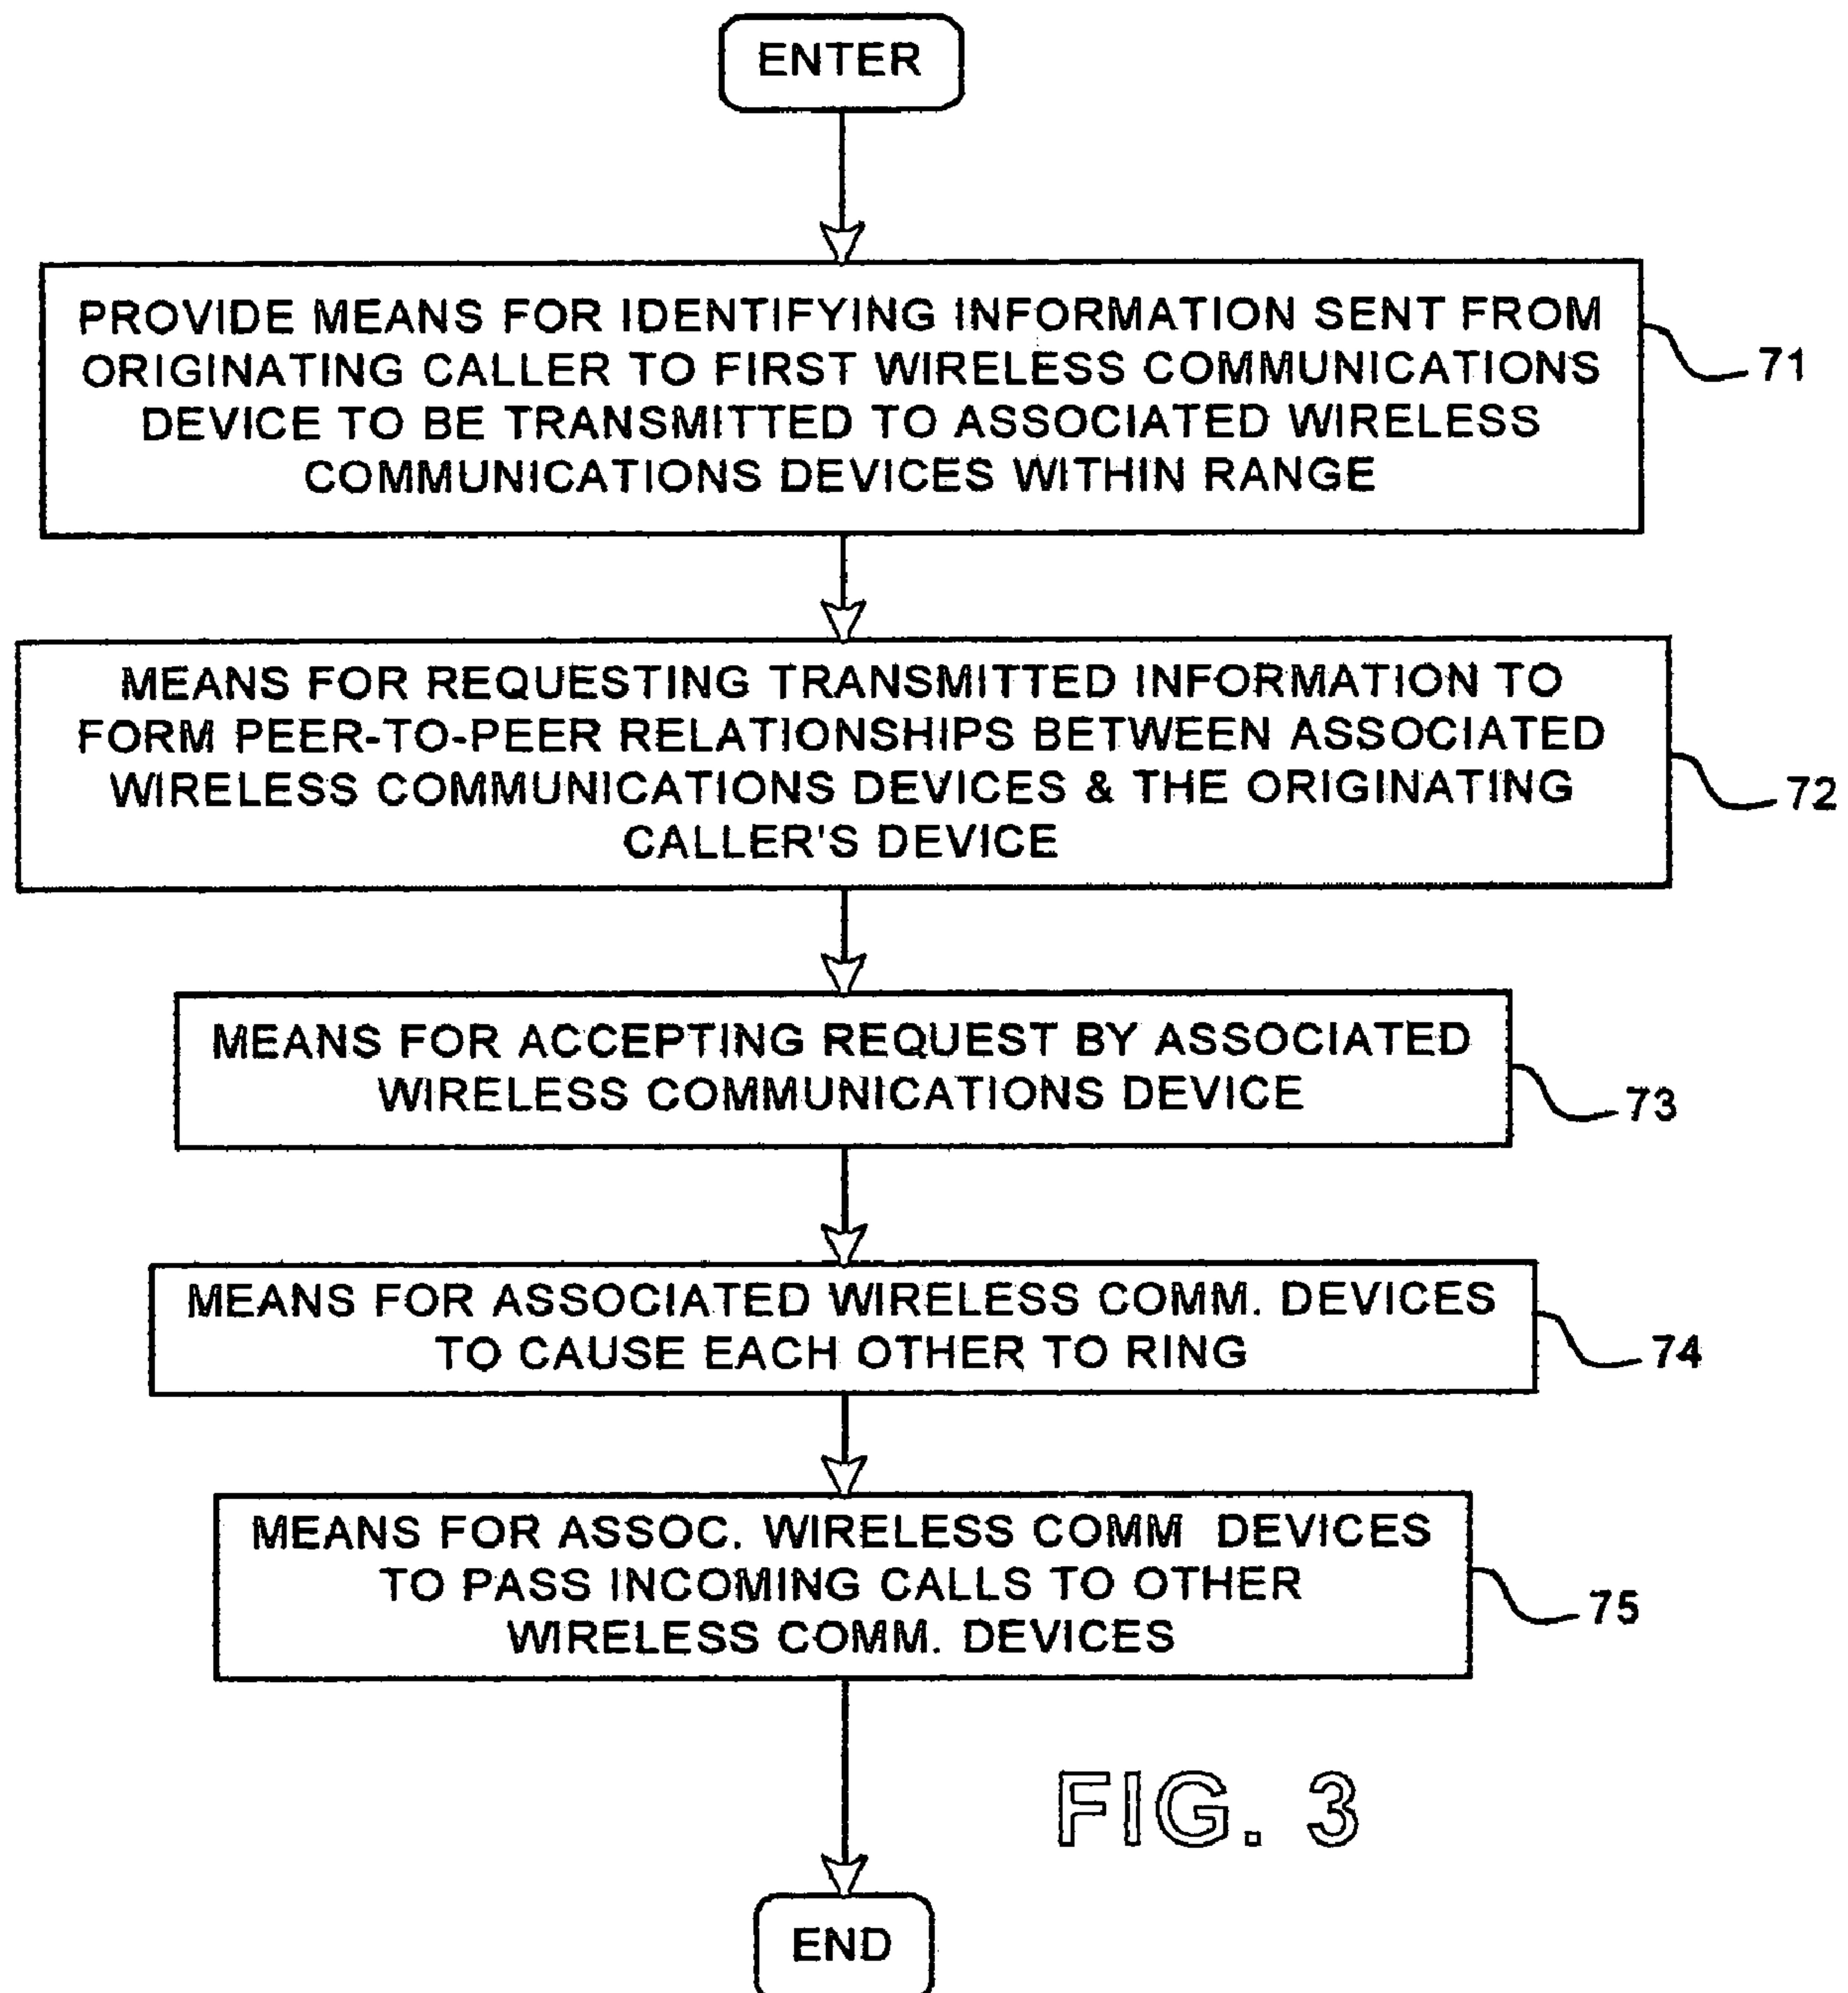 ENTER
PROVIDE MEANS FOR IDENTIFYING INFORMATION SENT FROM
ORIGINATING CALLER TO FIRST WIRELESS COMMUNICATIONS
DEVICE TO BE TRANSMITTED TO ASSOCIATED WIRELESS
COMMUNICATIONS DEVICES WITHIN RANGE
71
MEANS FOR REQUESTING TRANSMITTED INFORMATION TO
FORM PEER-TO-PEER RELATIONSHIPS BETWEEN ASSOCIATED
WIRELESS COMMUNICATIONS DEVICES & THE ORIGINATING
CALLER'S DEVICE
72
MEANS FOR ACCEPTING REQUEST BY ASSOCIATED
WIRELESS COMMUNICATIONS DEVICE
73
MEANS FOR ASSOCIATED WIRELESS COMM. DEVICES
TO CAUSE EACH OTHER TO RING
74
MEANS FOR ASSOC. WIRELESS COMM DEVICES
TO PASS INCOMING CALLS TO OTHER
WIRELESS COMM. DEVICES
75
FIG. 3
END